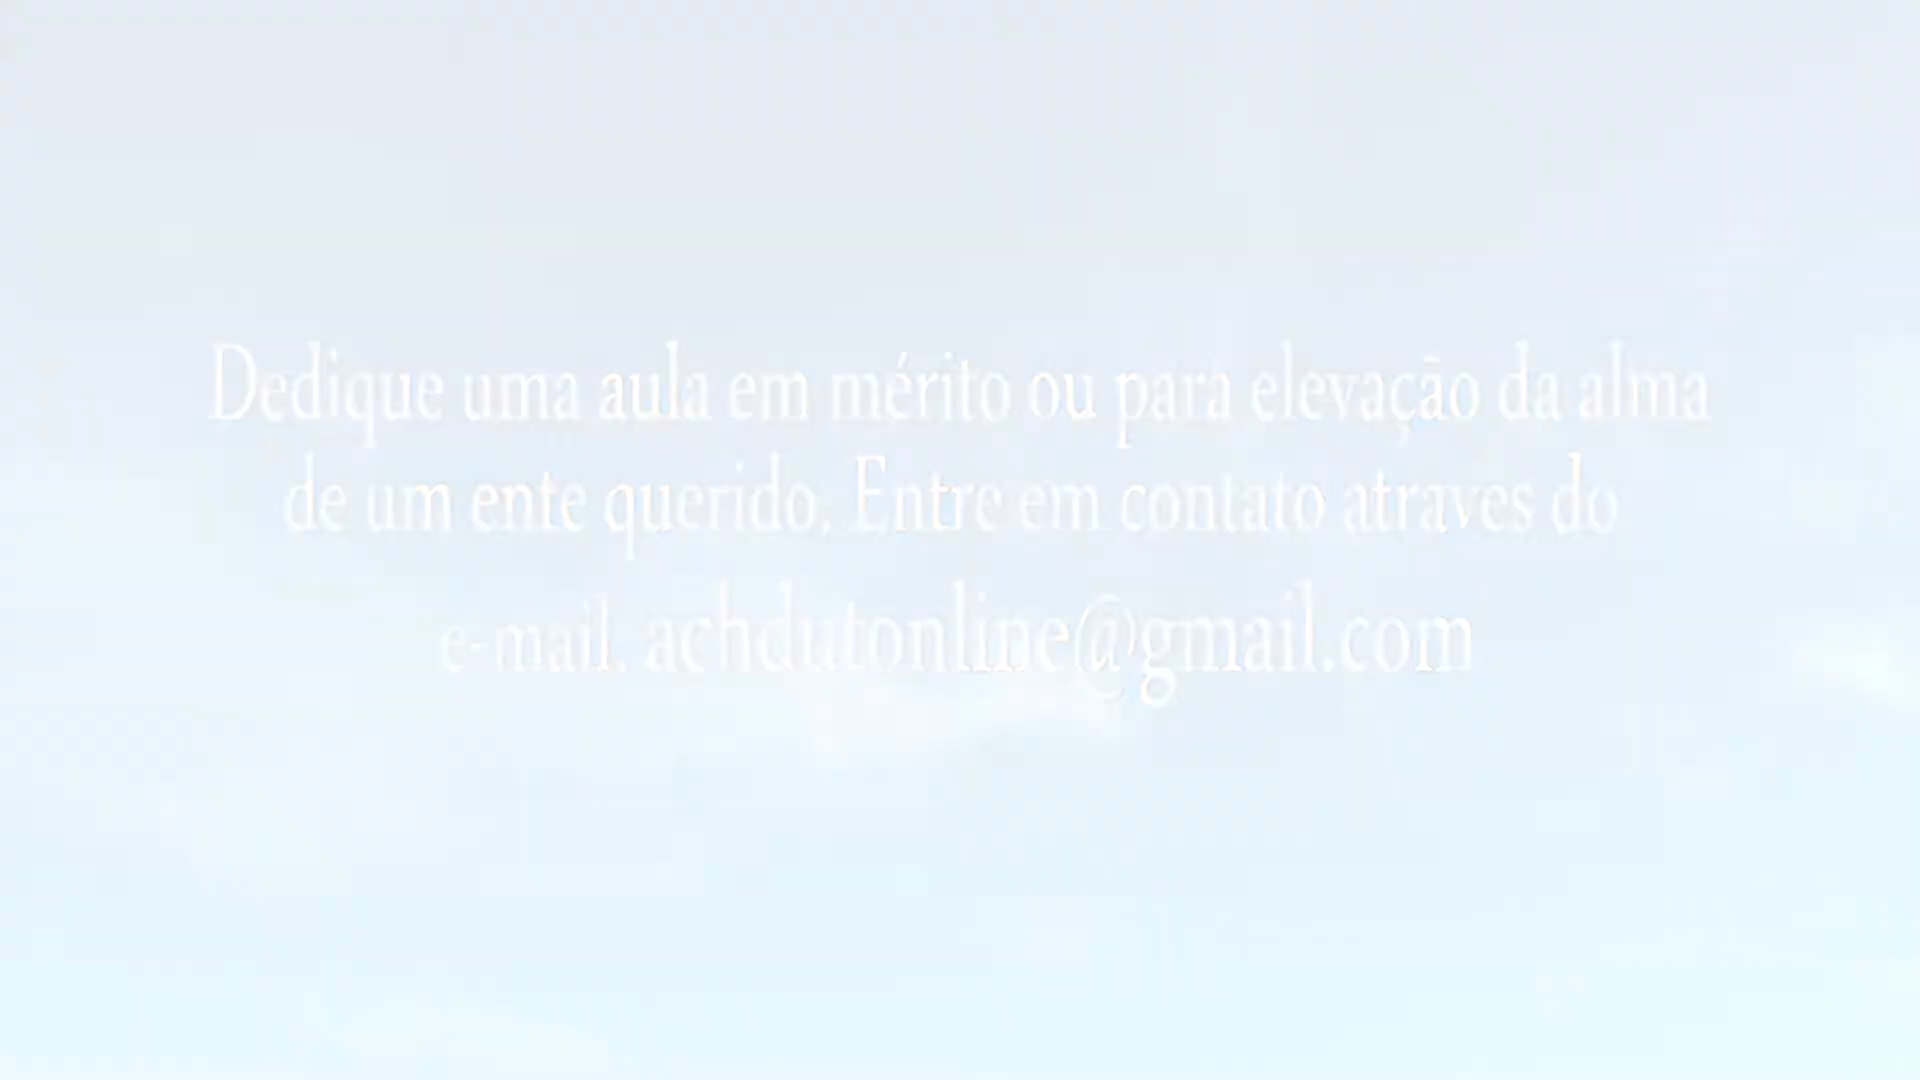 Dedique uma aula em mérito ou para elevação da alma
de um ente querido. Entre em contato atraves do
e-mail. achdutonline@gmail.com